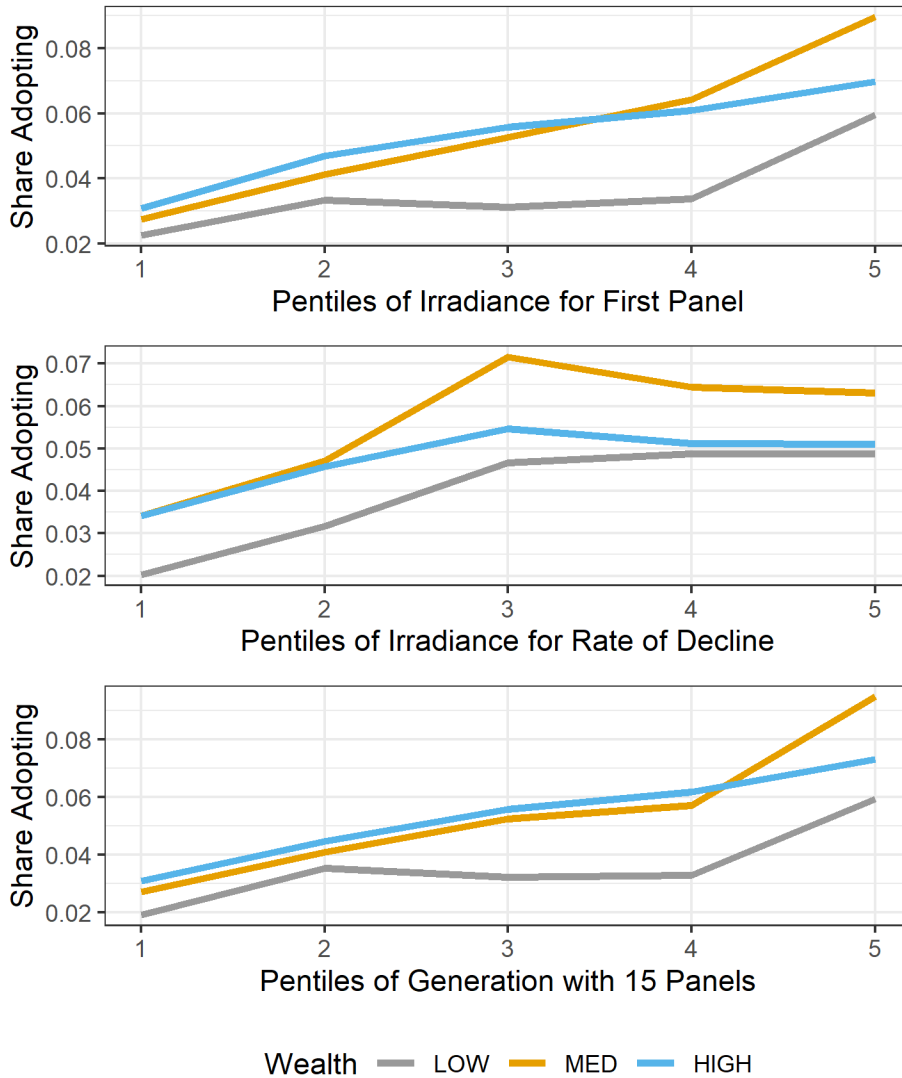 Share Adopting
0.08
0.06
0.04
0.02
1 2 3 4 5
Pentiles of Irradiance for First Panel
Share Adopting
0.07
0.06
0.05
0.04
0.03
0.02
1 2 3 4 5
Pentiles of Irradiance for Rate of Decline
Share Adopting
0.08
0.06
0.04
0.02
1 2 3 4 5
Pentiles of Generation with 15 Panels
Wealth LOW MED HIGH